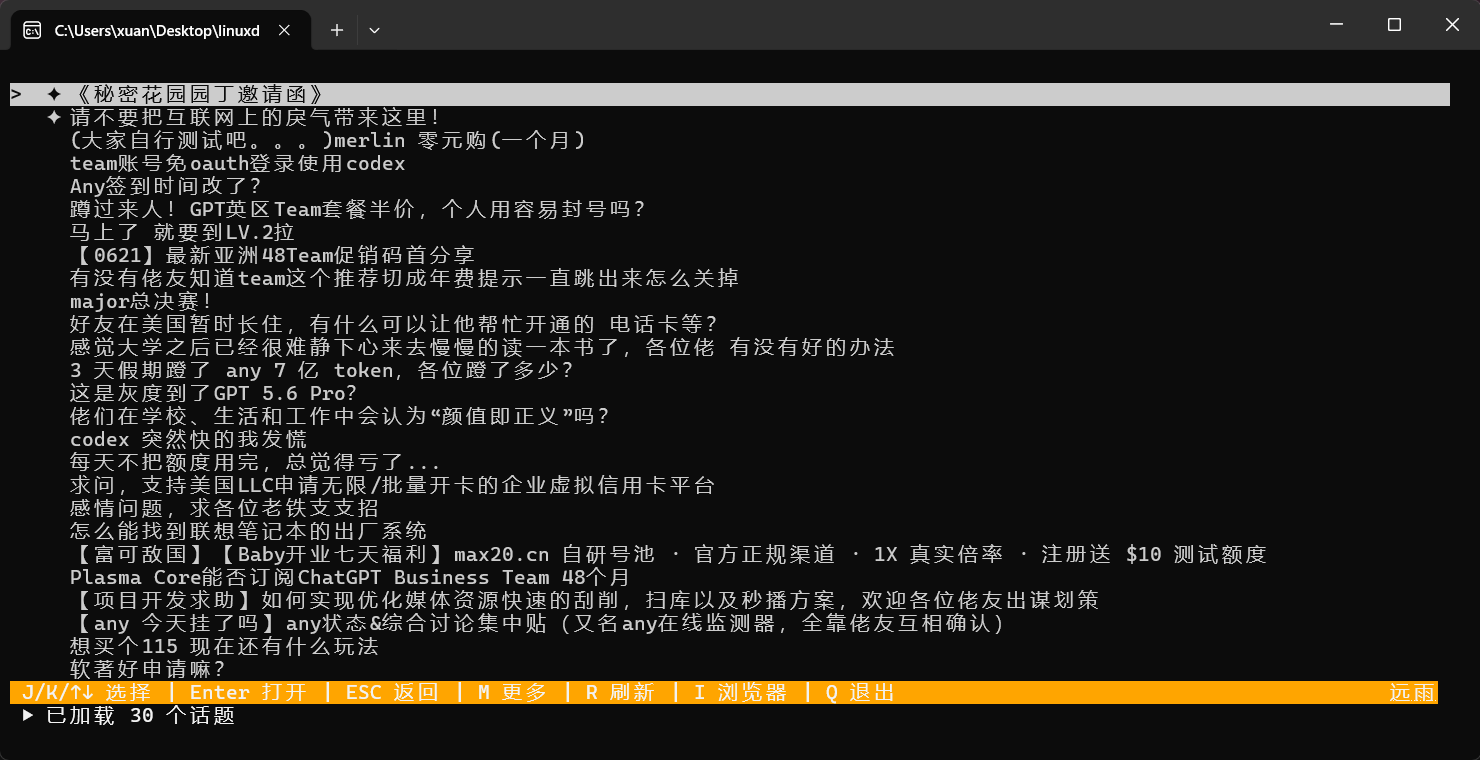 C:\Users\xuan\Desktop\linuxd
> ✦ 《秘密花园园丁邀请函》
✦ 请不要把互联网上的戾气带来这里！
(大家自行测试吧。。。)merlin 零元购(一个月)
team账号免oauth登录使用codex
Any签到时间改了？
蹲过来人！GPT英区Team套餐半价，个人用容易封号吗？
马上了 就要到LV.2拉
【0621】最新亚洲48Team促销码首分享
有没有佬友知道team这个推荐切成年费提示一直跳出来怎么关掉
major总决赛！
好友在美国暂时长住，有什么可以让他帮忙开通的 电话卡等？
感觉大学之后已经很难静下心来去慢慢的读一本书了，各位佬 有没有好的办法
3 天假期蹬了 any 7 亿 token，各位蹬了多少？
这是灰度到了GPT 5.6 Pro？
佬们在学校、生活和工作中会认为“颜值即正义”吗？
codex 突然快的我发慌
每天不把额度用完，总觉得亏了...
求问，支持美国LLC申请无限/批量开卡的企业虚拟信用卡平台
感情问题，求各位老铁支支招
怎么能找到联想笔记本的出厂系统
【富可敌国】【Baby开业七天福利】max20.cn 自研号池 · 官方正规渠道 · 1X 真实倍率 · 注册送 $10 测试额度
Plasma Core能否订阅ChatGPT Business Team 48个月
【项目开发求助】如何实现优化媒体资源快速的刮削，扫库以及秒播方案，欢迎各位佬友出谋划策
【any 今天挂了吗】any状态&综合讨论集中贴（又名any在线监测器，全靠佬友互相确认）
想买个115 现在还有什么玩法
软著好申请嘛？
J/K/↑↓ 选择 | Enter 打开 | ESC 返回 | M 更多 | R 刷新 | I 浏览器 | Q 退出 远雨
▶ 已加载 30 个话题